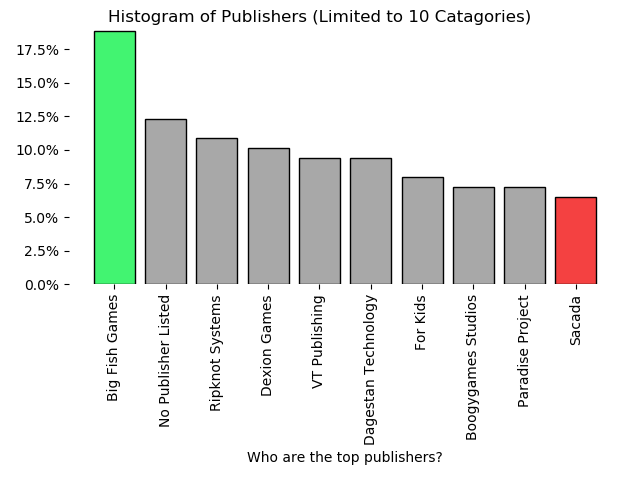 Histogram of Publishers (Limited to 10 Catagories)
17.5%
15.0%
12.5%
10.0%
7.5%
5.0%
2.5%
0.0%
Big Fish Games
No Publisher Listed
Ripknot Systems
Dexion Games
VT Publishing
Dagestan Technology
For Kids
Boogygames Studios
Paradise Project
Sacada
Who are the top publishers?